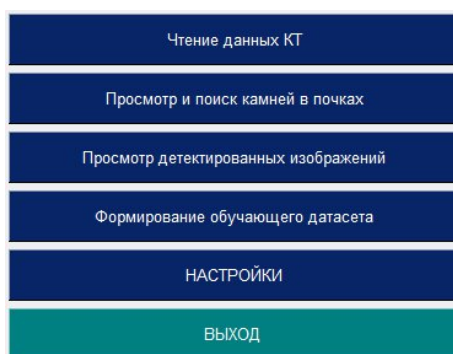 Чтение данных КТ
Просмотр и поиск камней в почках
Просмотр детектированных изображений
Формирование обучающего датасета
НАСТРОЙКИ
ВЫХОД